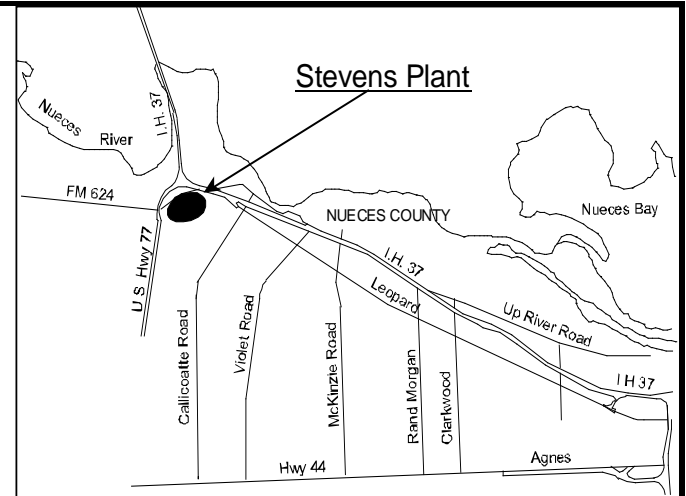 Stevens Plant
Nueces
River
I.H. 37
FM 624
NUECES COUNTY
Nueces Bay
U S Hwy 77
I.H. 37
Leopard
Up River Road
Callicoatte Road
Violet Road
McKinzie Road
Rand Morgan
Clarkwood
I H 37
Hwy 44
Agnes